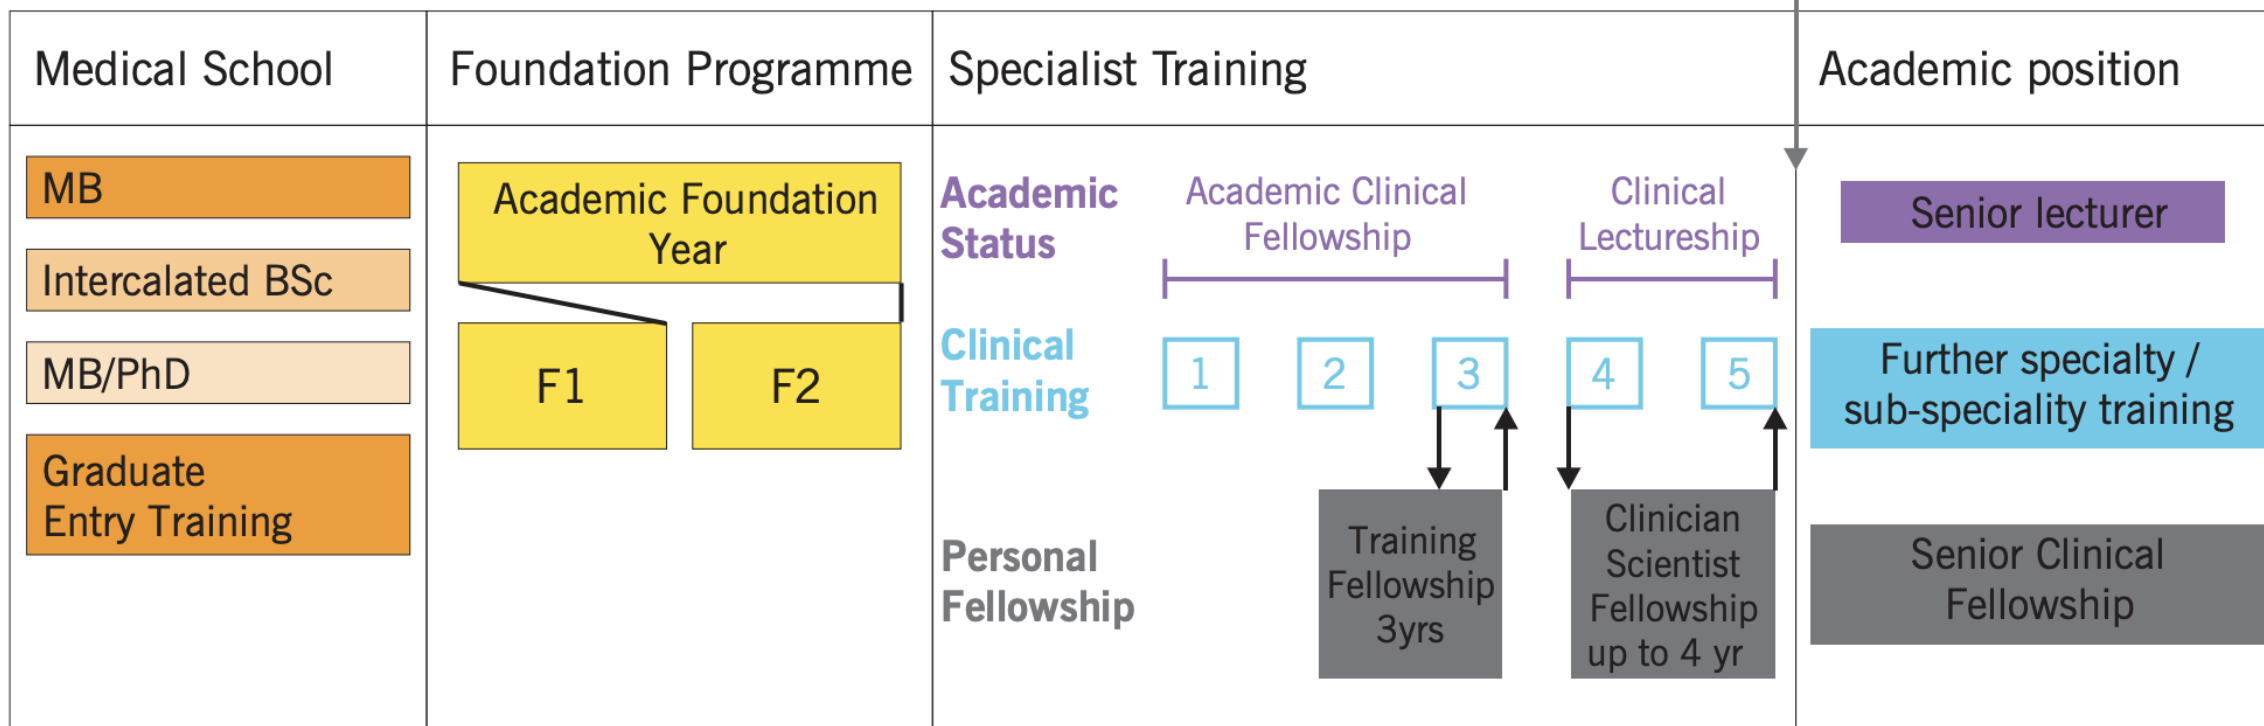 Medical School
Foundation Programme
Specialist Training
Academic position
MB
Intercalated BSc
MB/PhD
Graduate
Entry Training
Academic Foundation
Year
F1
F2
Academic
Status
Academic Clinical
Fellowship
Clinical
Lectureship
Clinical
Training
1
2
3
4
5
Personal
Fellowship
Training
Fellowship
3yrs
Clinician
Scientist
Fellowship
up to 4 yr
Senior lecturer
Further specialty /
sub-speciality training
Senior Clinical
Fellowship